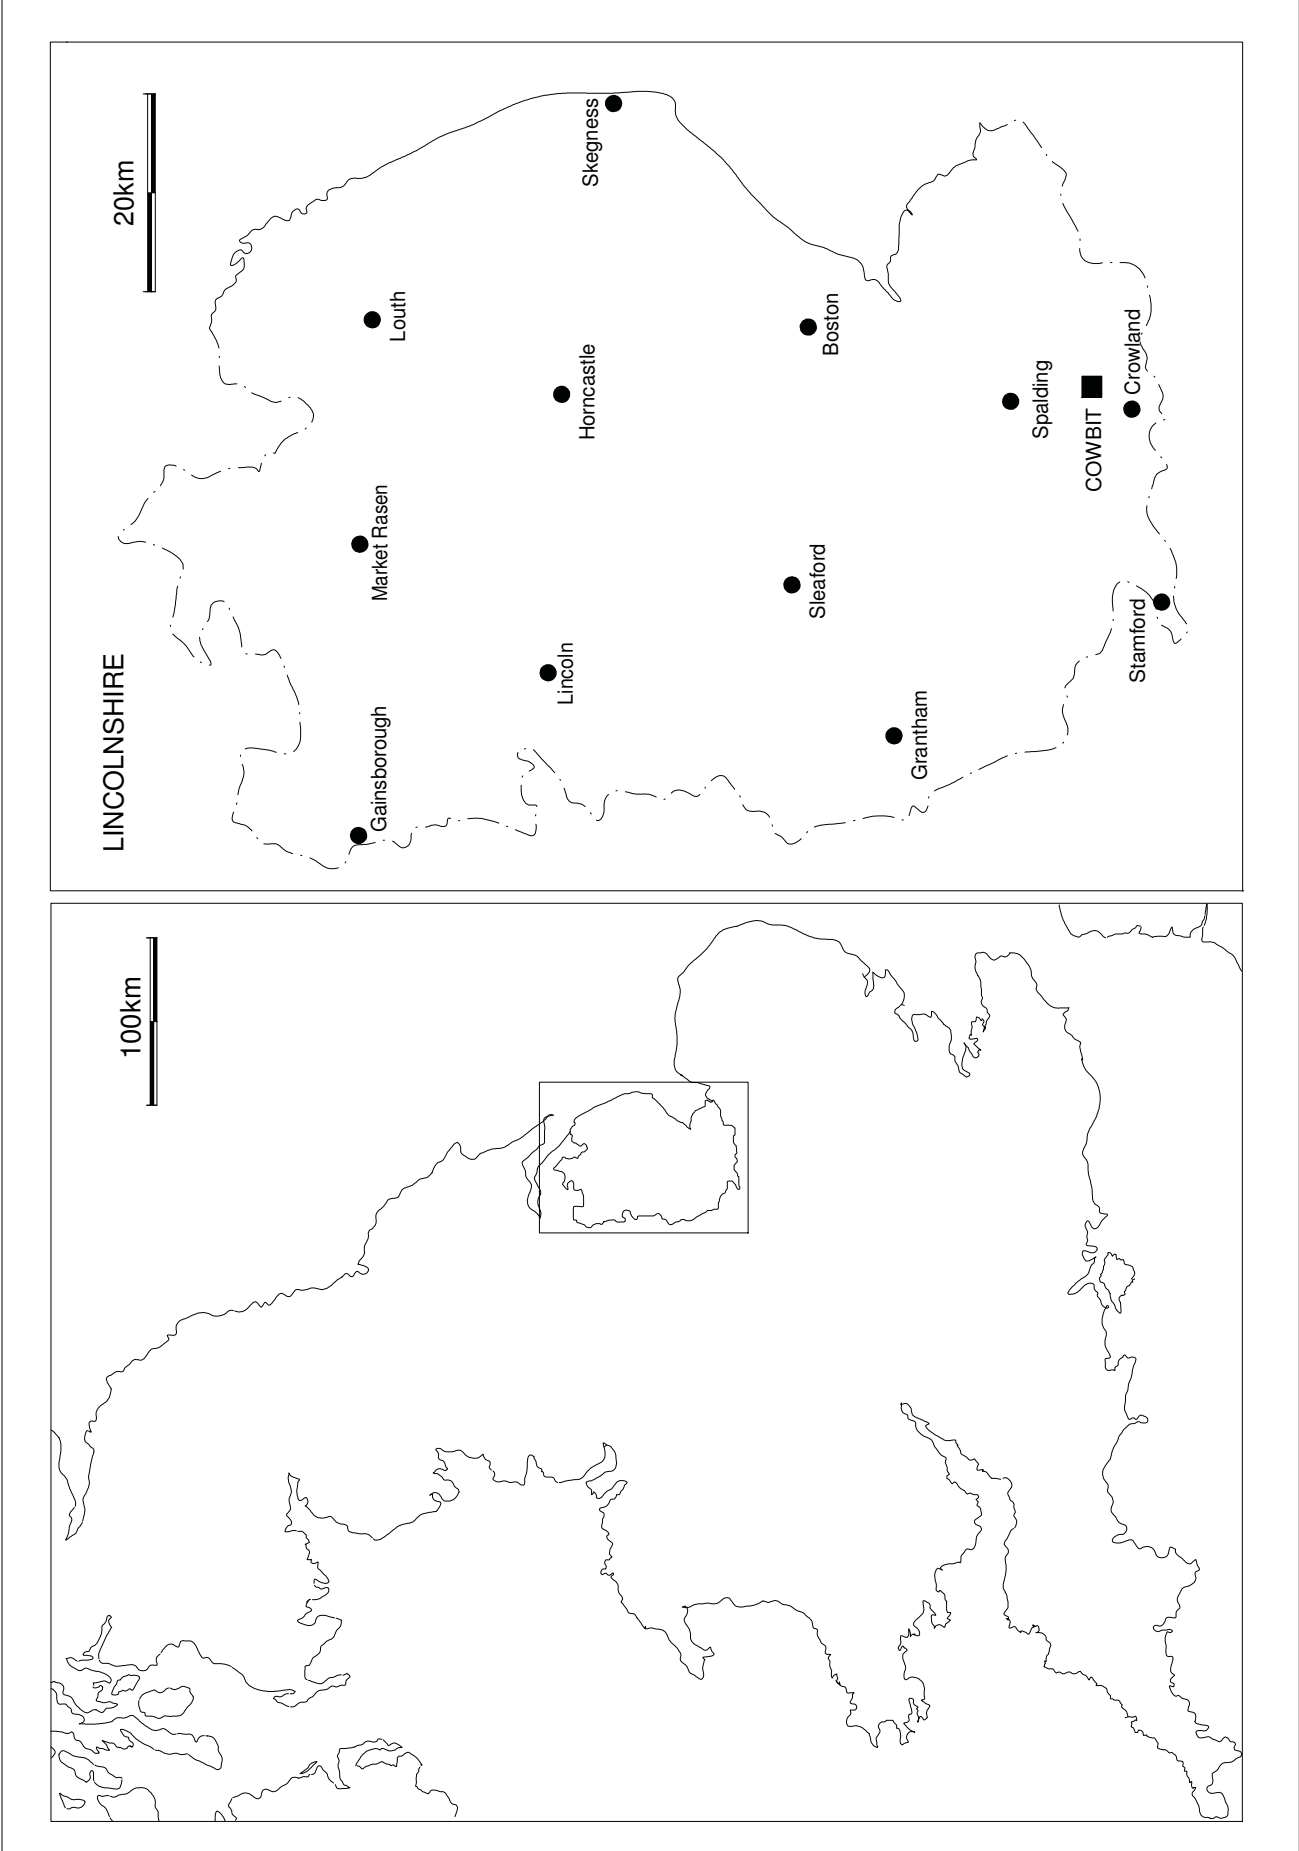 LINCOLNSHIRE
20km
Gainsborough
Market Rasen
Louth
Lincoln
Horncastle
Skegness
Sleaford
Boston
Grantham
Spalding
COWBIT
Crowland
Stamford
100km